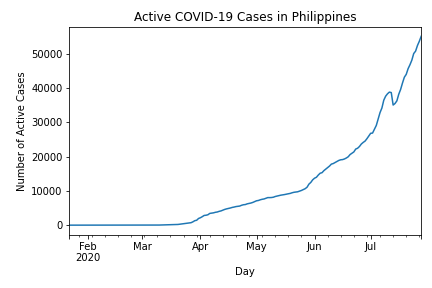 Active COVID-19 Cases in Philippines
Number of Active Cases
50000
40000
30000
20000
10000
0
Feb Mar Apr May Jun Jul
2020
Day